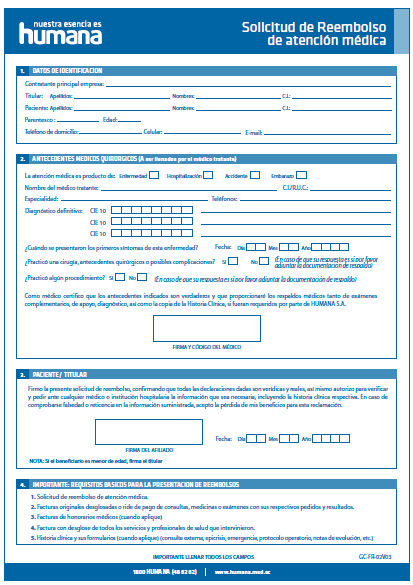 nuestra esencia es
humana
Solicitud de Reembolso
de atención médica
1. DATOS DE IDENTIFICACION
Contratante principal empresa:
Titular: Apellidos: Nombres: C.I.:
Paciente: Apellidos: Nombres: C.I.:
Parentesco : Edad:
Teléfono de domicilio: Celular: E-mail:
2. ANTECEDENTES MEDICOS QUIRURGICOS (A ser llenados por el médico tratante)
La atención médica es producto de: Enfermedad Hospitalización Accidente Embarazo
Nombre del médico tratante: C.I./R.U.C.:
Especialidad: Teléfonos:
Diagnóstico definitivo: CIE 10
CIE 10
CIE 10
¿Cuándo se presentaron los primeros síntomas de esta enfermedad? Fecha: Día Mes Año
¿Practicó una cirugía, antecedentes quirúrgicos o posibles complicaciones? SI No (En caso de que su respuesta es si por favor
adjuntar la documentación de respaldo)
¿Practicó algún procedimiento? SI No (En caso de que su respuesta es si por favor adjuntar la documentación de respaldo)
Como médico certifico que los antecedentes indicados son verdaderos y que proporcionaré los respaldos médicos tanto de exámenes
complementarios, de apoyo, diagnóstico, así como la copia de la Historia Clínica, si fueran requeridos por parte de HUMANA S.A.
FIRMA Y CÓDIGO DEL MÉDICO
3. PACIENTE/ TITULAR
Firmo la presente solicitud de reembolso, confirmando que todas las declaraciones dadas son verídicas y reales, así mismo autorizo para verificar
y pedir ante cualquier médico o institución hospitalaria la información que sea necesaria, incluyendo la historia clínica respectiva. En caso de
comprobarse falsedad o reticencia en la información suministrada, acepto la pérdida de mis beneficios para esta reclamación.
FIRMA DEL AFILIADO
Fecha: Día Mes Año
NOTA: Si el beneficiario es menor de edad, firma el titular
4. IMPORTANTE: REQUISITOS BASICOS PARA LA PRESENTACION DE REEMBOLSOS
1. Solicitud de reembolso de atención médica.
2. Facturas originales desglosadas o ride de pago de consultas, medicinas o exámenes con sus respectivos pedidos y resultados.
3. Facturas de honorarios médicos (cuando aplique)
4. Factura con desglose de todos los servicios y profesionales de salud que intervinieron.
5. Historia clínica y sus formularios (cuando aplique) (consulta externa, epicrisis, emergencia, protocolo operatorio, notas de evolución, etc.)
IMPORTANTE LLENAR TODOS LOS CAMPOS
GC-FR-02V03
1800 HUMANA (48 62 62) | www.humana.med.ec